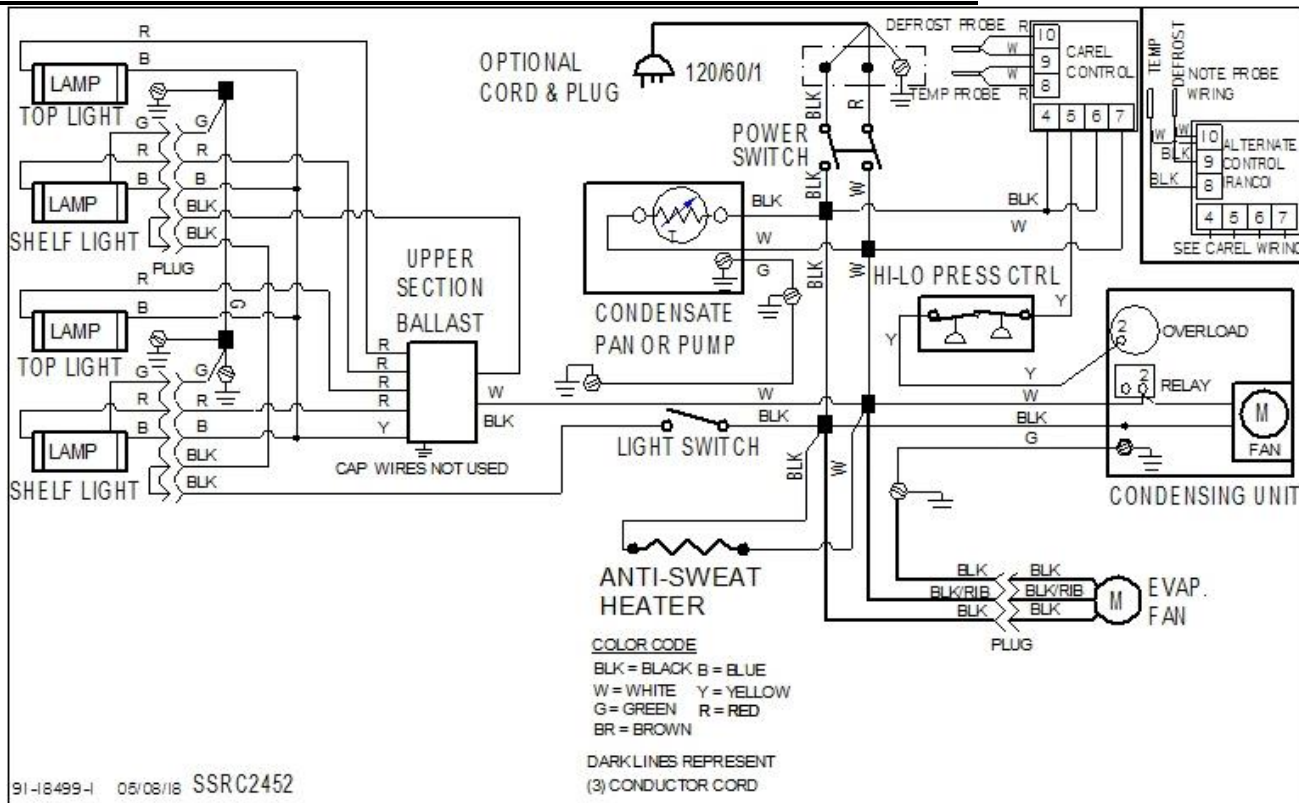 R
B
LAMP
TOP LIGHT
G
G
R
R
B
B
LAMP
BLK
SHELF LIGHT
BLK
PLUG
R
G
B
LAMP
TOP LIGHT
G
G
R
R
B
B
LAMP
BLK
SHELF LIGHT
BLK
UPPER
SECTION
BALLAST
R
R
R
R
Y
W
BLK
CAP WIRES NOT USED
OPTIONAL
CORD & PLUG
120/60/1
BLK
R
POWER
SWITCH
BLK
W
BLK
W
G
T
CONDENSATE
PAN OR PUMP
BLK
W
DEFROST PROBE
R
W
W
TEMP PROBE
R
10
9
8
CAREL
CONTROL
4 5 6 7
BLK
W
TEMP
DEFROST
NOTE PROBE
WIRING
W
W
BLK
BLK
10
9
8
ALTERNATE
CONTROL
(RANCO)
4 5 6 7
SEE CAREL WIRING
HI-LO PRESS CTRL
Y
Y
Y
2
OVERLOAD
2
RELAY
W
W
BLK
BLK
G
M
FAN
CONDENSING UNIT
LIGHT SWITCH
BLK
W
ANTI-SWEAT
HEATER
BLK
BLK
BLK/RIB
BLK/RIB
BLK
BLK
PLUG
M
EVAP.
FAN
COLOR CODE
BLK = BLACK B = BLUE
W = WHITE Y = YELLOW
G = GREEN R = RED
BR = BROWN
DARK LINES REPRESENT
(3) CONDUCTOR CORD
91-18499-1 05/08/18 SSRC2452